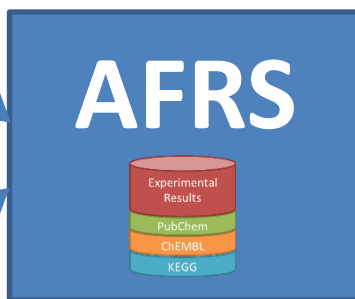 AFRS
Experimental
Results
PubChem
ChEMBL
KEGG